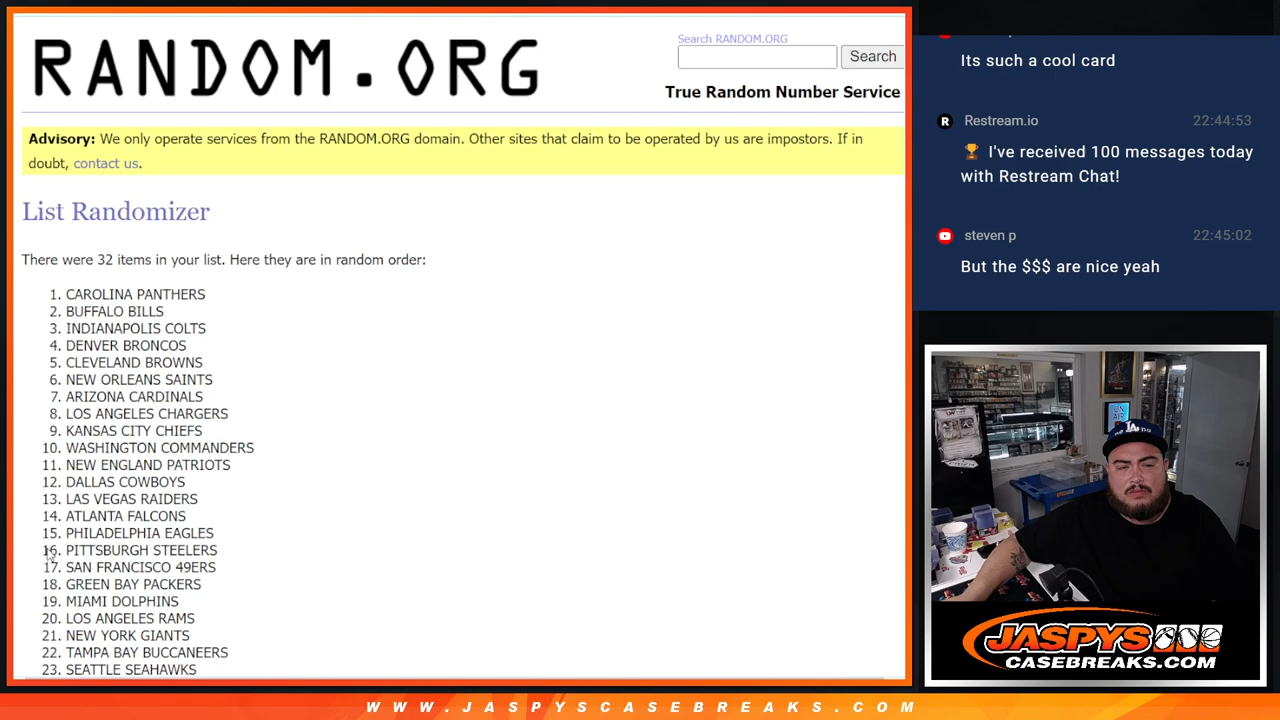 RANDOM.ORG
Search RANDOM.ORG
Search
True Random Number Service
Advisory: We only operate services from the RANDOM.ORG domain. Other sites that claim to be operated by us are impostors. If in
doubt, contact us.
List Randomizer
There were 32 items in your list. Here they are in random order:
1. CAROLINA PANTHERS
2. BUFFALO BILLS
3. INDIANAPOLIS COLTS
4. DENVER BRONCOS
5. CLEVELAND BROWNS
6. NEW ORLEANS SAINTS
7. ARIZONA CARDINALS
8. LOS ANGELES CHARGERS
9. KANSAS CITY CHIEFS
10. WASHINGTON COMMANDERS
11. NEW ENGLAND PATRIOTS
12. DALLAS COWBOYS
13. LAS VEGAS RAIDERS
14. ATLANTA FALCONS
15. PHILADELPHIA EAGLES
16. PITTSBURGH STEELERS
17. SAN FRANCISCO 49ERS
18. GREEN BAY PACKERS
19. MIAMI DOLPHINS
20. LOS ANGELES RAMS
21. NEW YORK GIANTS
22. TAMPA BAY BUCCANEERS
23. SEATTLE SEAHAWKS
Its such a cool card
R Restream.io 22:44:53
🏆 I've received 100 messages today
with Restream Chat!
steven p 22:45:02
But the $$$ are nice yeah
ON
AIR
LA
JASPYS
CASEBREAKS.COM
WWW.JASPYSCASEBREAKS.COM